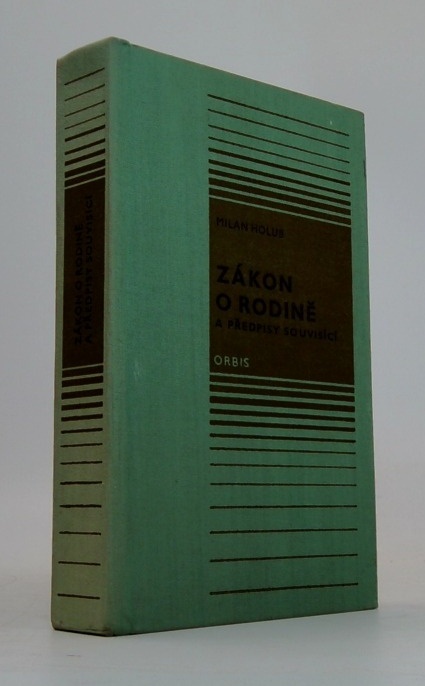 ZÁKON O RODINĚ
A PŘEDPISY SOUVISÍCÍ
MILAN HOLUB
ZÁKON
O RODINĚ
A PŘEDPISY SOUVISÍCÍ
ORBIS